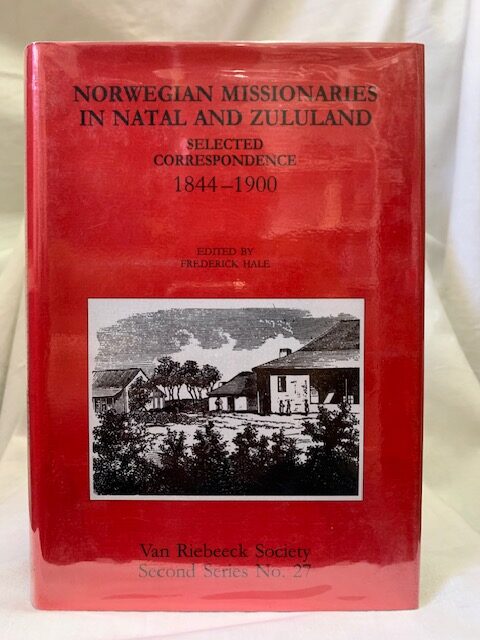 NORWEGIAN MISSIONARIES
IN NATAL AND ZULULAND
SELECTED
CORRESPONDENCE
1844–1900
EDITED BY
FREDERICK HALE
Van Riebeeck Society
Second Series No. 27